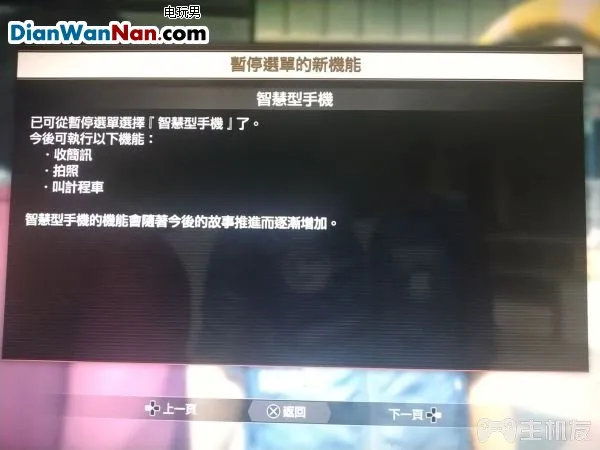 电玩男
DianWanNan.com
暫停選單的新機能
智慧型手機
已可從暫停選單選擇『智慧型手機』了。
今後可執行以下機能：
・收簡訊
・拍照
・叫計程車
智慧型手機的機能會隨著今後的故事推進而逐漸增加。
上一頁
返回
下一頁
主机友